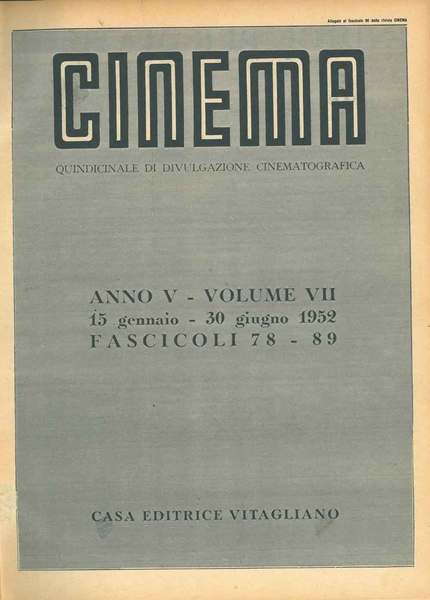 Allegato al fascicolo 90 della rivista CINEMA
CINEMA
QUINDICINALE DI DIVULGAZIONE CINEMATOGRAFICA
ANNO V - VOLUME VII
15 gennaio - 30 giugno 1952
FASCICOLI 78 - 89
CASA EDITRICE VITAGLIANO